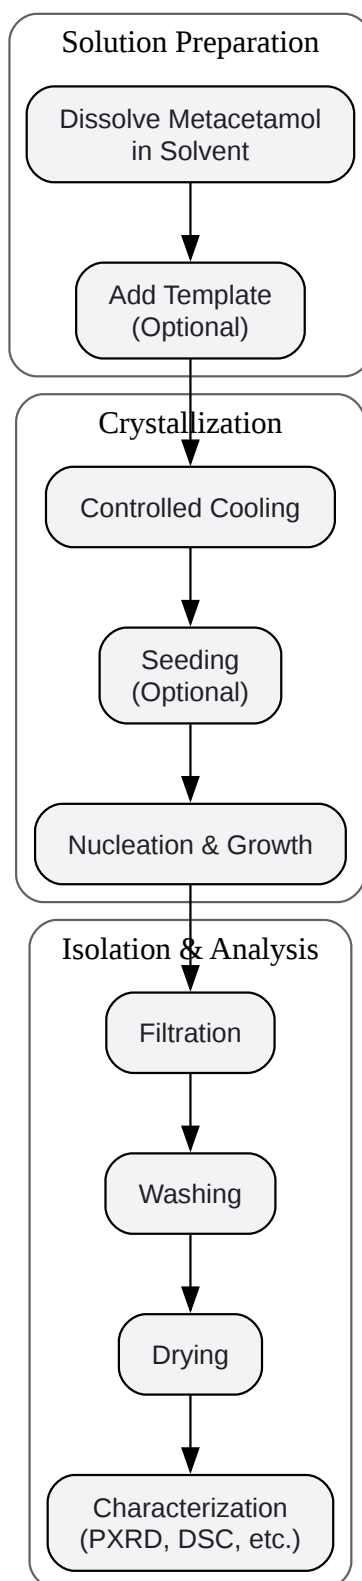 Solution Preparation
Dissolve Metacetamol
in Solvent
Add Template
(Optional)
Crystallization
Controlled Cooling
Seeding
(Optional)
Nucleation & Growth
Isolation & Analysis
Filtration
Washing
Drying
Characterization
(PXRD, DSC, etc.)